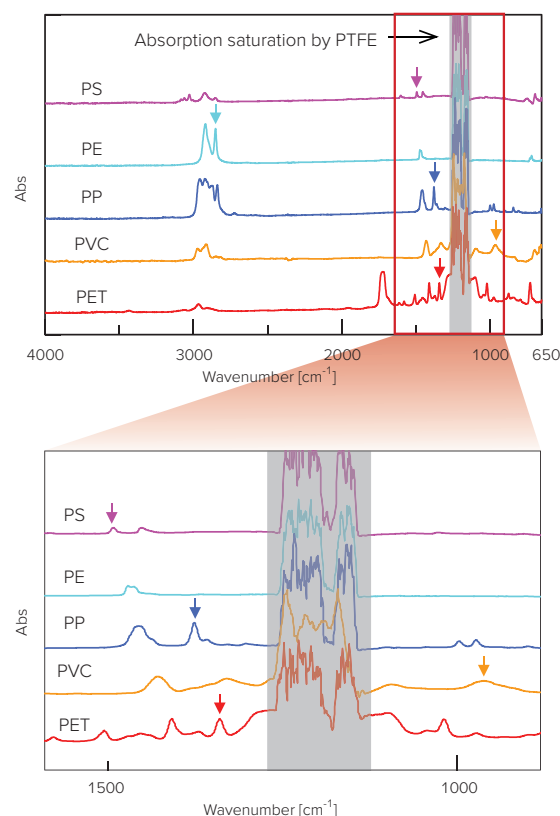 Absorption saturation by PTFE
PS
PE
PP
PVC
PET
Abs
4000 3000 2000 1000 650
Wavenumber [cm⁻¹]
PS
PE
PP
PVC
PET
Abs
1500 1000
Wavenumber [cm⁻¹]